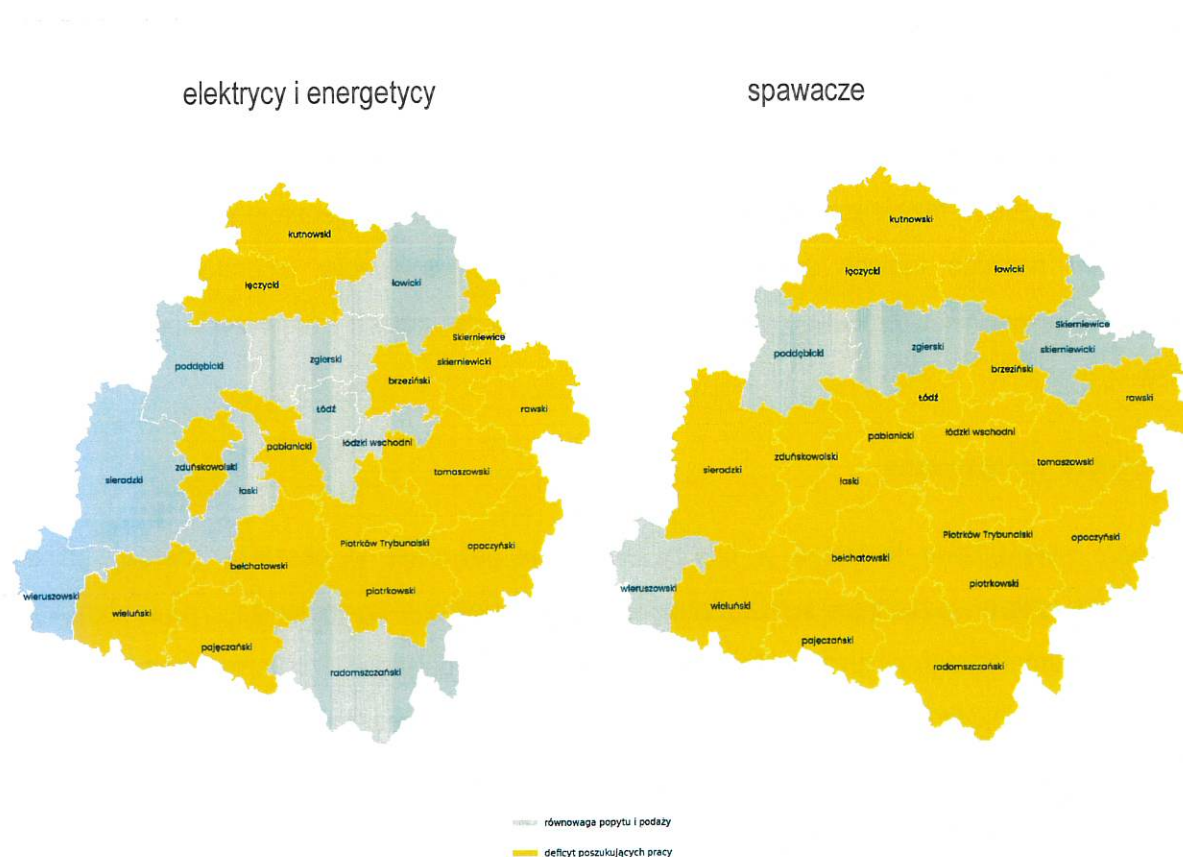 elektrycy i energetycy
kutnowski
łęczycki
łowicki
Skierniewice
skierniewicki
zgierski
poddębicki
brzeziński
rawski
Łódź
łódzki wschodni
pabianicki
zduńskowolski
łaski
sieradzki
tomaszowski
Piotrków Trybunalski
opoczyński
bełchatowski
piotrkowski
wieruszowski
wieluński
pajęczański
radomszczański
spawacze
kutnowski
łęczycki
łowicki
Skierniewice
skierniewicki
zgierski
poddębicki
brzeziński
rawski
Łódź
łódzki wschodni
pabianicki
zduńskowolski
łaski
sieradzki
tomaszowski
Piotrków Trybunalski
opoczyński
bełchatowski
piotrkowski
wieruszowski
wieluński
pajęczański
radomszczański
równowaga popytu i podaży
deficyt poszukujących pracy